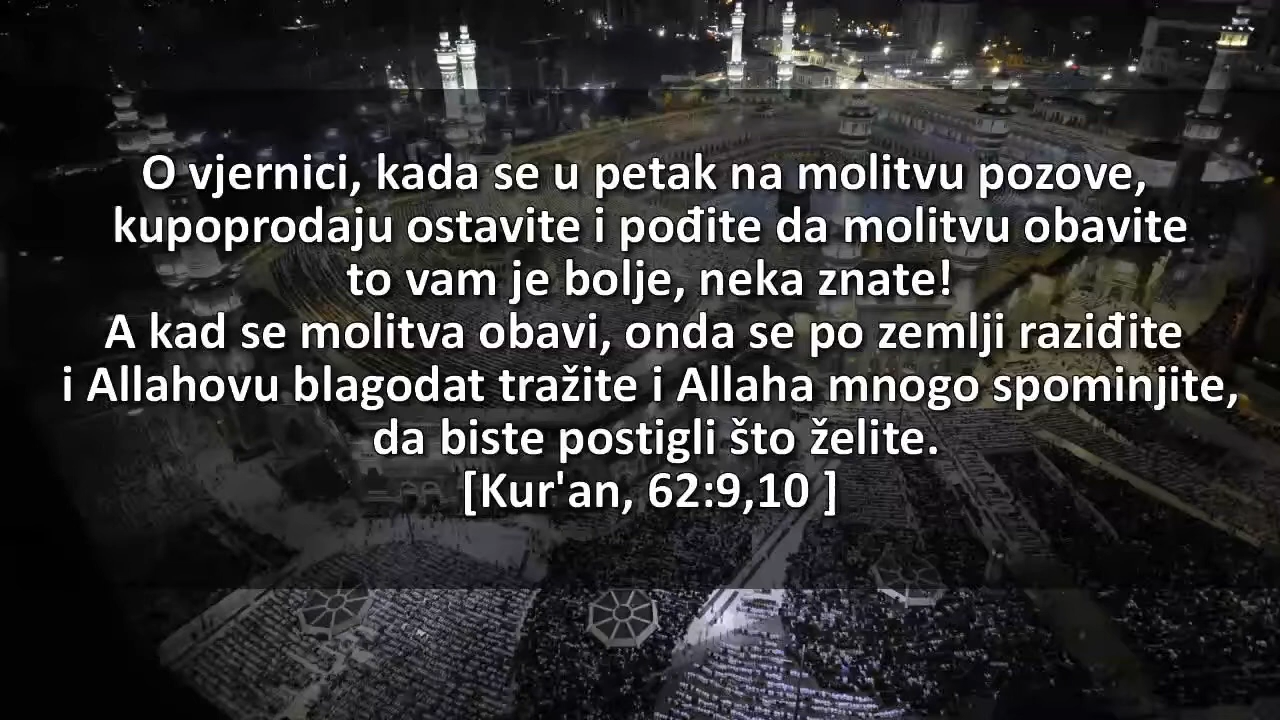 O vjernici, kada se u petak na molitvu pozove,
kupoprodaju ostavite i pođite da molitvu obavite
to vam je bolje, neka znate!
A kad se molitva obavi, onda se po zemlji raziđite
i Allahovu blagodat tražite i Allaha mnogo spominjite,
da biste postigli što želite.
[Kur'an, 62:9,10 ]